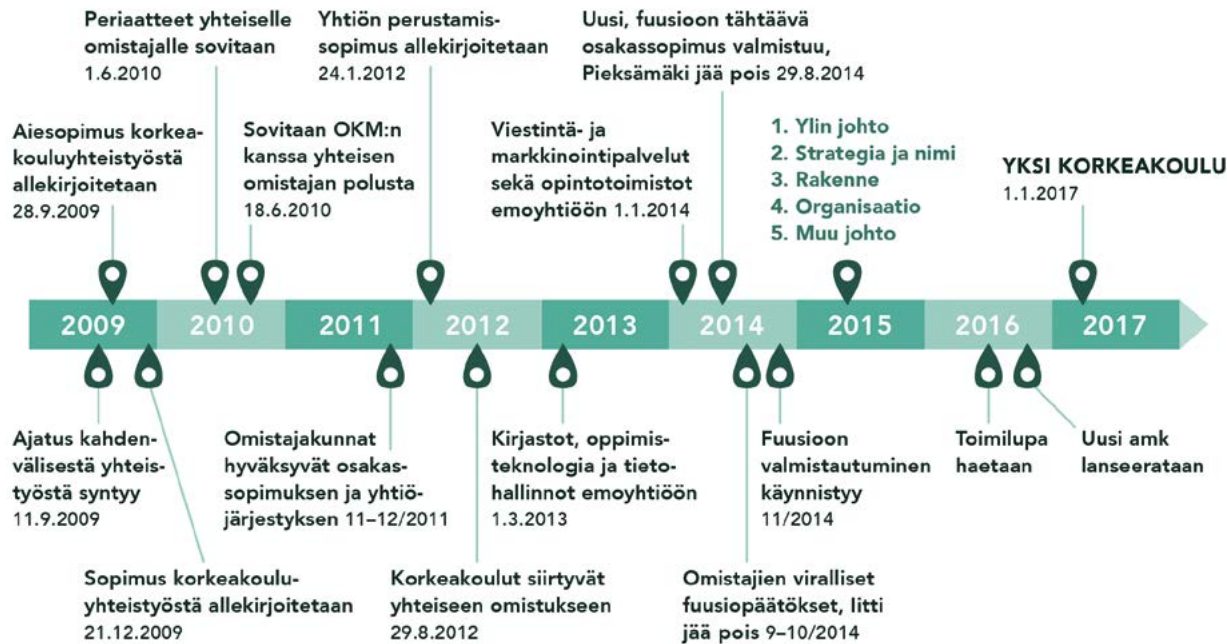 Periaatteet yhteiselle
omistajalle sovitaan
1.6.2010
Yhtiön perustamis-
sopimus allekirjoitetaan
24.1.2012
Uusi, fuusioon tähtäävä
osakassopimus valmistuu,
Pieksämäki jää pois 29.8.2014
Aiesopimus korkea-
kouluyhteistyöstä
allekirjoitetaan
28.9.2009
Sovitaan OKM:n
kanssa yhteisen
omistajan polusta
18.6.2010
Viestintä- ja
markkinointipalvelut
sekä opintotoimistot
emoyhtiöön 1.1.2014
1. Ylin johto
2. Strategia ja nimi
3. Rakenne
4. Organisaatio
5. Muu johto
YKSI KORKEAKOULU
1.1.2017
2009 2010 2011 2012 2013 2014 2015 2016 2017
Ajatus kahden-
välisestä yhteis-
työstä syntyy
11.9.2009
Omistajakunnat
hyväksyvät osakas-
sopimuksen ja yhtiö-
järjestyksen 11–12/2011
Kirjastot, oppimis-
teknologia ja tieto-
hallinnot emoyhtiöön
1.3.2013
Fuusioon
valmistautuminen
käynnistyy
11/2014
Toimilupa
haetaan
Uusi amk
lanseerataan
Sopimus korkeakoulu-
yhteistyöstä allekirjoitetaan
21.12.2009
Korkeakoulut siirtyvät
yhteiseen omistukseen
29.8.2012
Omistajien viralliset
fuusiopäätökset, Iitti
jää pois 9–10/2014